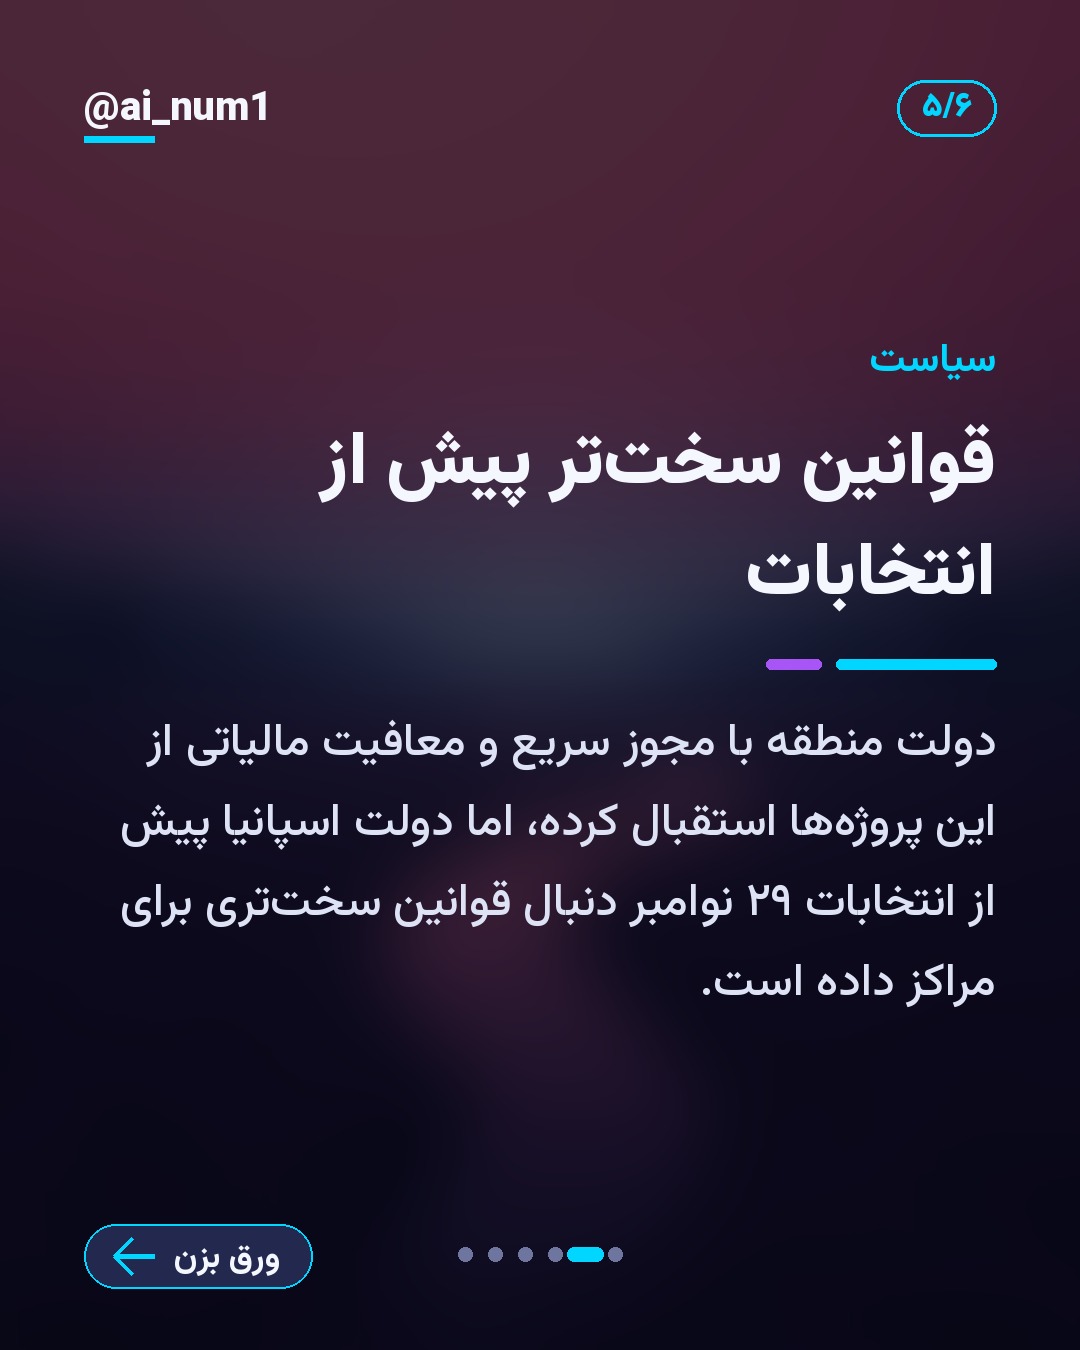 @ai_num1
۵/۶
سیاست
قوانین سخت‌تر پیش از
انتخابات
دولت منطقه با مجوز سریع و معافیت مالیاتی از
این پروژه‌ها استقبال کرده، اما دولت اسپانیا پیش
از انتخابات ۲۹ نوامبر دنبال قوانین سخت‌تری برای
مراکز داده است.
ورق بزن